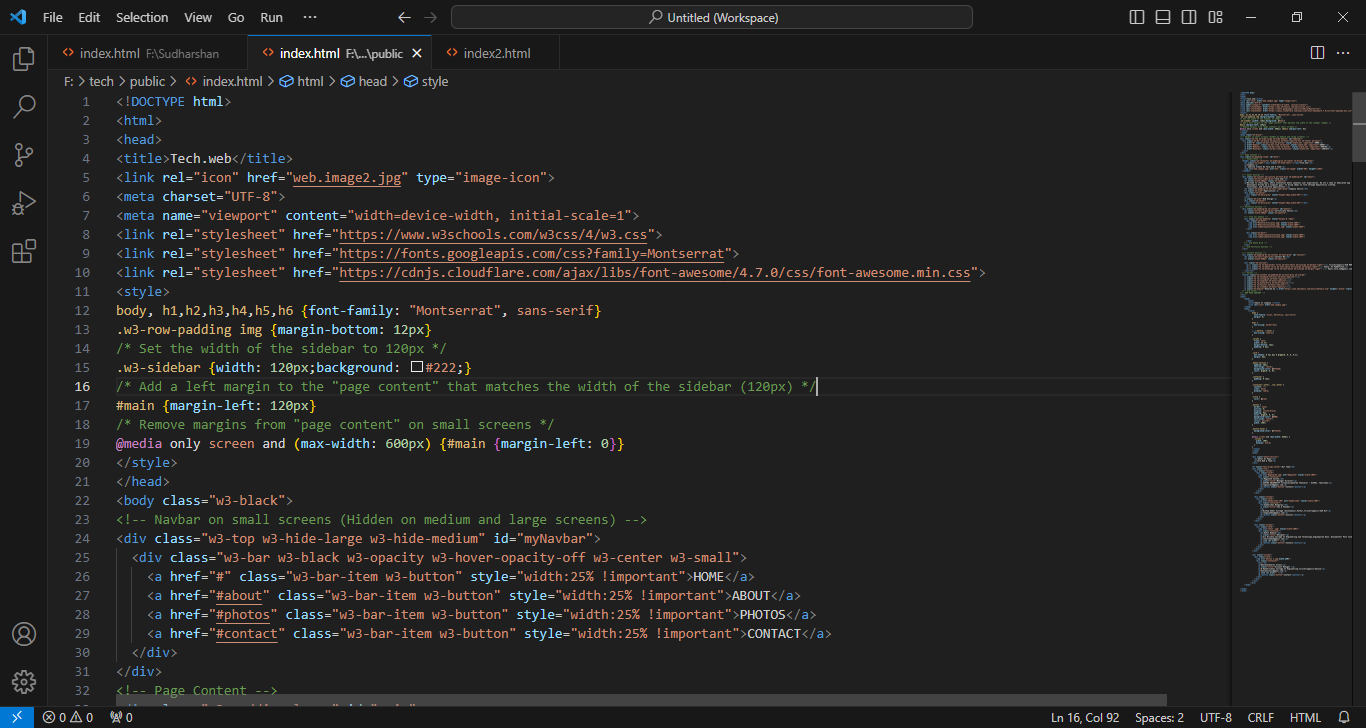 File Edit Selection View Go Run ··· Untitled (Workspace)
index.html F:\Sudharshan index.html F:\...\public index2.html
F: > tech > public > index.html > html > head > style
1 <!DOCTYPE html>
2 <html>
3 <head>
4 <title>Tech.web</title>
5 <link rel="icon" href="web.image2.jpg" type="image-icon">
6 <meta charset="UTF-8">
7 <meta name="viewport" content="width=device-width, initial-scale=1">
8 <link rel="stylesheet" href="https://www.w3schools.com/w3css/4/w3.css">
9 <link rel="stylesheet" href="https://fonts.googleapis.com/css?family=Montserrat">
10 <link rel="stylesheet" href="https://cdnjs.cloudflare.com/ajax/libs/font-awesome/4.7.0/css/font-awesome.min.css">
11 <style>
12 body, h1,h2,h3,h4,h5,h6 {font-family: "Montserrat", sans-serif}
13 .w3-row-padding img {margin-bottom: 12px}
14 /* Set the width of the sidebar to 120px */
15 .w3-sidebar {width: 120px;background: #222;}
16 /* Add a left margin to the "page content" that matches the width of the sidebar (120px) */
17 #main {margin-left: 120px}
18 /* Remove margins from "page content" on small screens */
19 @media only screen and (max-width: 600px) {#main {margin-left: 0}}
20 </style>
21 </head>
22 <body class="w3-black">
23 <!-- Navbar on small screens (Hidden on medium and large screens) -->
24 <div class="w3-top w3-hide-large w3-hide-medium" id="myNavbar">
25 <div class="w3-bar w3-black w3-opacity w3-hover-opacity-off w3-center w3-small">
26 <a href="#" class="w3-bar-item w3-button" style="width:25% !important">HOME</a>
27 <a href="#about" class="w3-bar-item w3-button" style="width:25% !important">ABOUT</a>
28 <a href="#photos" class="w3-bar-item w3-button" style="width:25% !important">PHOTOS</a>
29 <a href="#contact" class="w3-bar-item w3-button" style="width:25% !important">CONTACT</a>
30 </div>
31 </div>
32 <!-- Page Content -->
0 0 0 Ln 16, Col 92 Spaces: 2 UTF-8 CRLF HTML